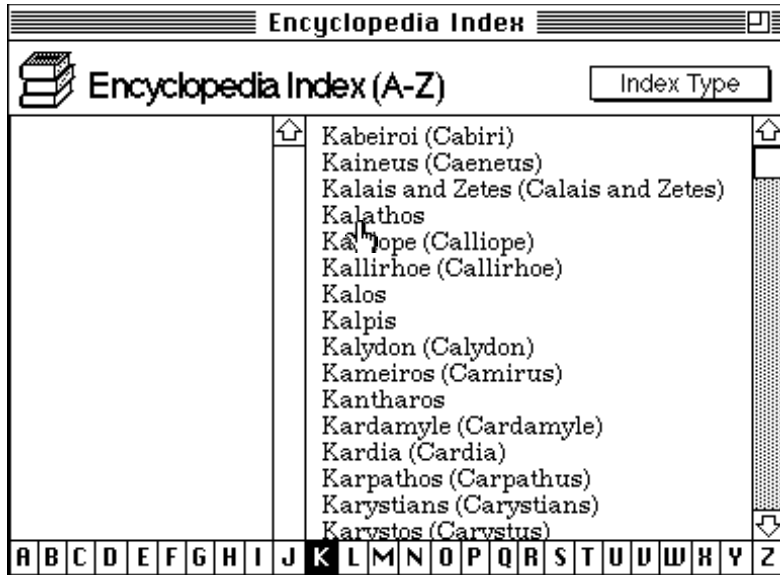 Encyclopedia Index
Encyclopedia Index (A-Z)
Index Type
Kabeiroi (Cabiri)
Kaineus (Caeneus)
Kalais and Zetes (Calais and Zetes)
Kalathos
(Calliope)
Kallirhoe (Callirhoe)
Kalos
Kalpis
Kalydon (Calydon)
Kameiros (Camirus)
Kantharos
Kardamyle (Cardamyle)
Kardia (Cardia)
Karpathos (Carpathus)
Karystians (Carystians)
Karystos (Carystus)
A B C D E F G H I J K L M N O P Q R S T U V W X Y Z